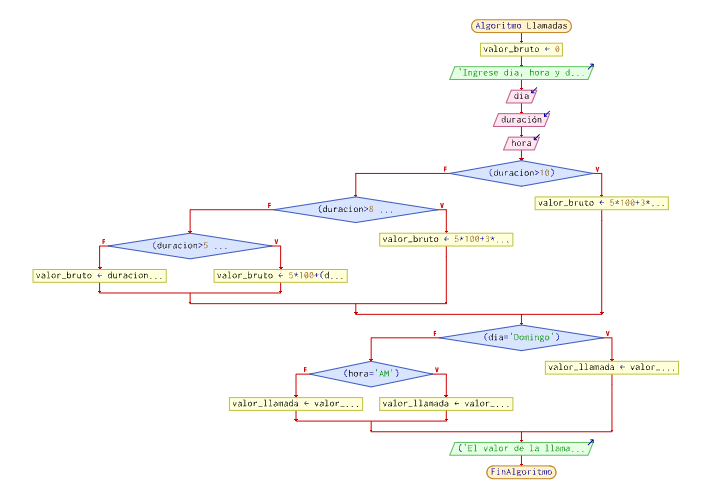 Algoritmo Llamadas
valor_bruto ← 0
'Ingrese dia, hora y d...
dia
duración
hora
F (duracion>10) V
valor_bruto ← 5*100+3*...
F (duracion>8 ... V
valor_bruto ← 5*100+3*...
F (duracion>5 ... V
valor_bruto ← duracion...
valor_bruto ← 5*100+(d...
F (dia='Domingo') V
valor_llamada ← valor_...
F (hora='AM') V
valor_llamada ← valor_...
valor_llamada ← valor_...
('El valor de la llama...
FinAlgoritmo